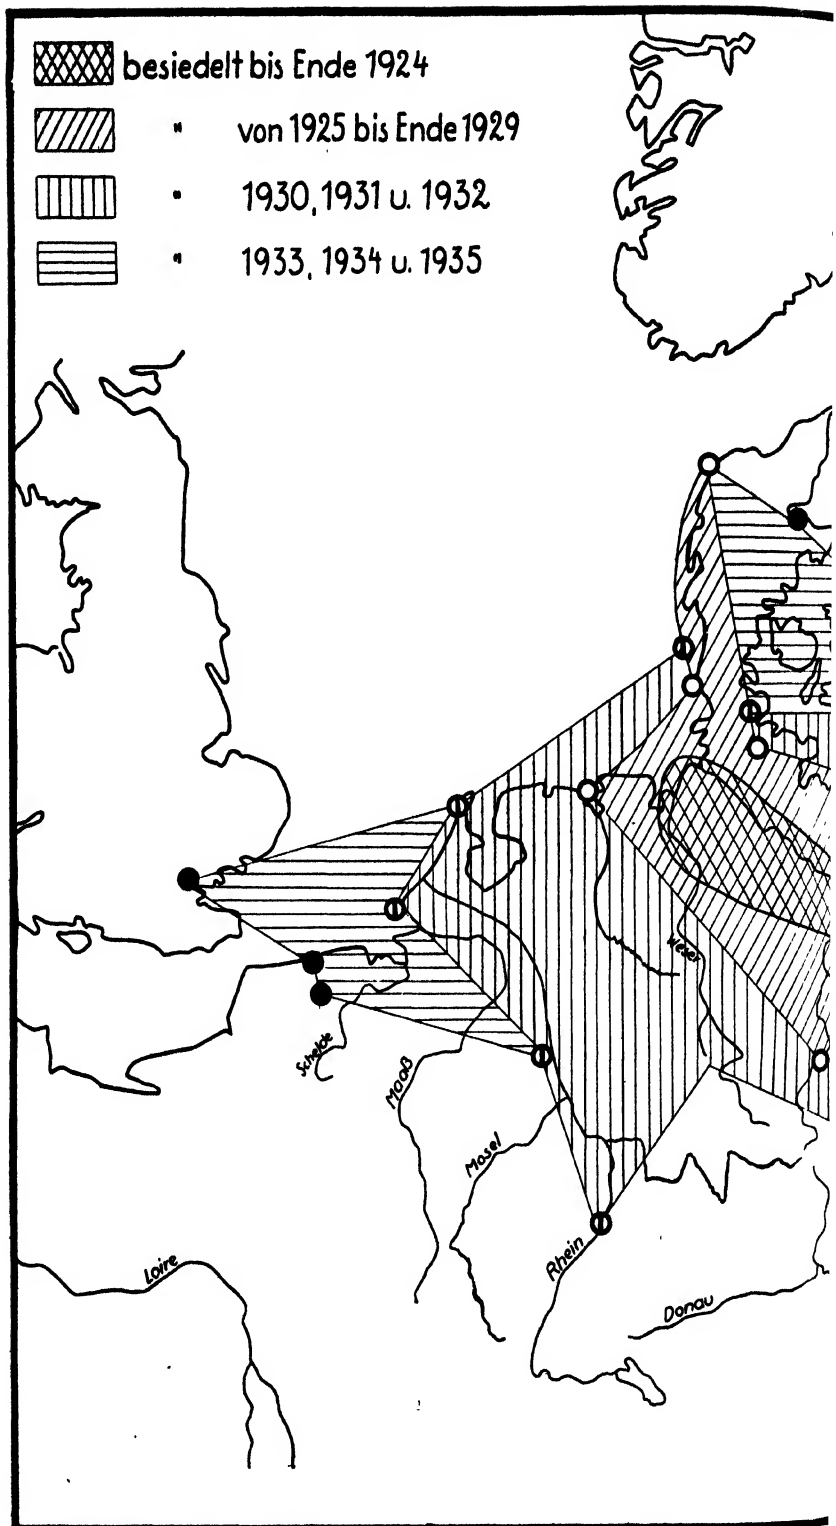 besiedelt bis Ende 1924
" von 1925 bis Ende 1929
" 1930, 1931 u. 1932
" 1933, 1934 u. 1935
Weser
Schelde
Maaß
Mosel
Rhein
Loire
Donau